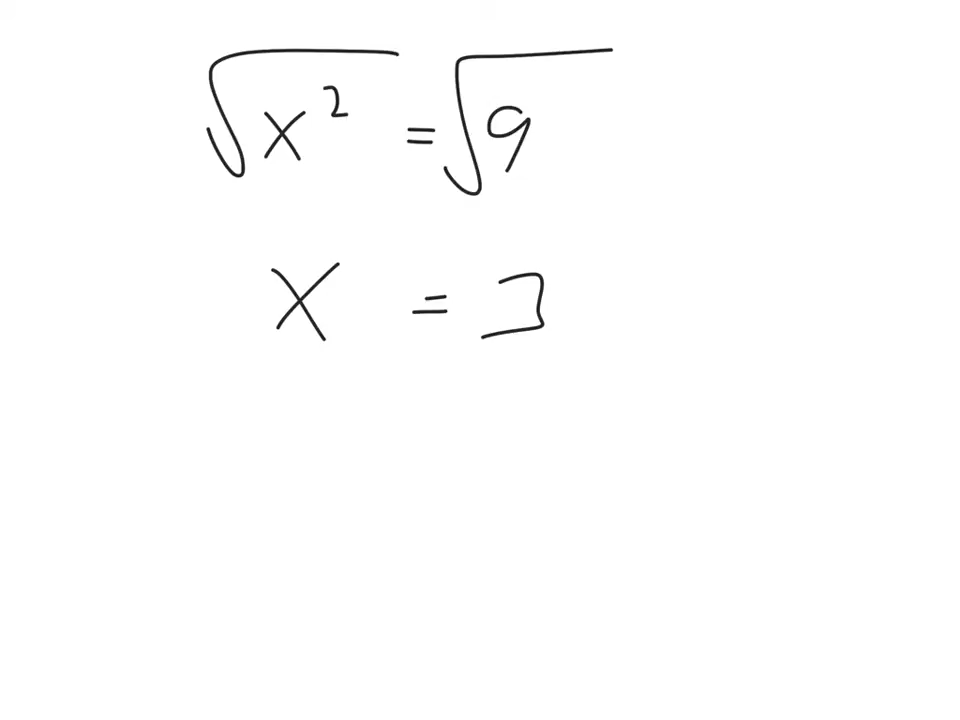 √x² = √9
x = 3